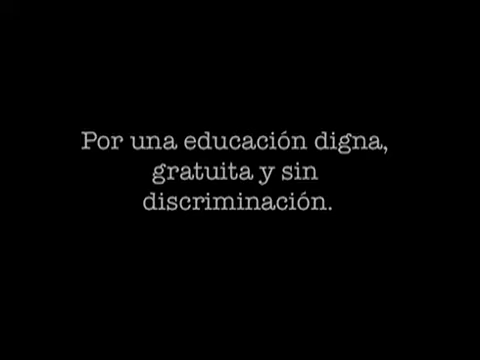 Por una educación digna,
gratuita y sin
discriminación.